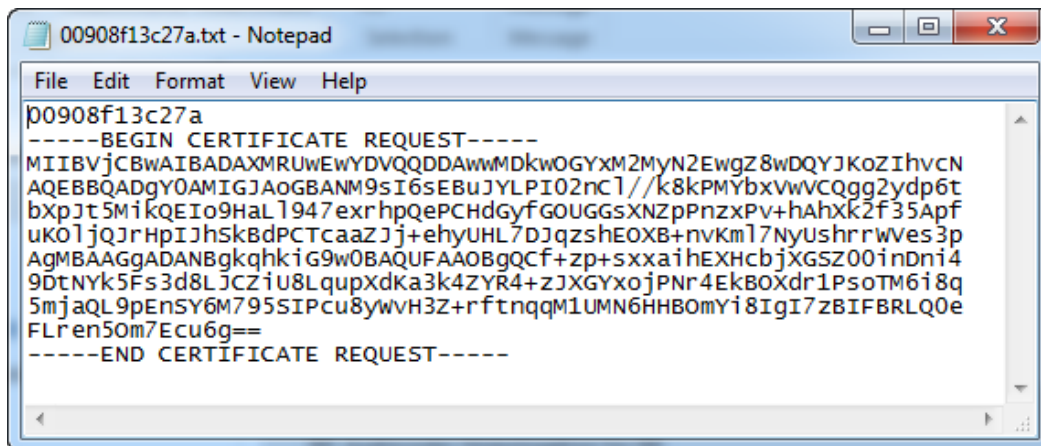 00908f13c27a.txt - Notepad
File Edit Format View Help
00908f13c27a
-----BEGIN CERTIFICATE REQUEST-----
MIIBVjCBwAIBADAXMRUwEwYDVQQDDAwwMDkwOGYxM2MyN2EwgZ8wDQYJKoZIhvcN
AQEBBQADgY0AMIGJAoGBANM9sI6sEBuJYLPIO2nCl//k8kPMYbxVwVCQgg2ydp6t
bXpJt5MikQEIo9HaLl947exrhpQePCHdGyfGOUGGsXNZpPnzxPv+hAhXk2f35Apf
uKOljQJrHpIJhSkBdPCTcaaZJj+ehyUHL7DJqzshEOXB+nvKml7NyUshrrWVes3p
AgMBAAGgADANBgkqhkiG9w0BAQUFAAOBgQCf+zp+sxxaihEXHcbjXGSZ00inDni4
9DtNYk5Fs3d8LJCZiU8LqupXdKa3k4ZYR4+zJXGYxojPNr4EkBOXdr1PsoTM6i8q
5mjaQL9pEnSY6M795SIPcu8yWvH3Z+rftnqqM1UMN6HHBOmYi8IgI7zBIFBRLQ0e
FLren5Om7Ecu6g==
-----END CERTIFICATE REQUEST-----